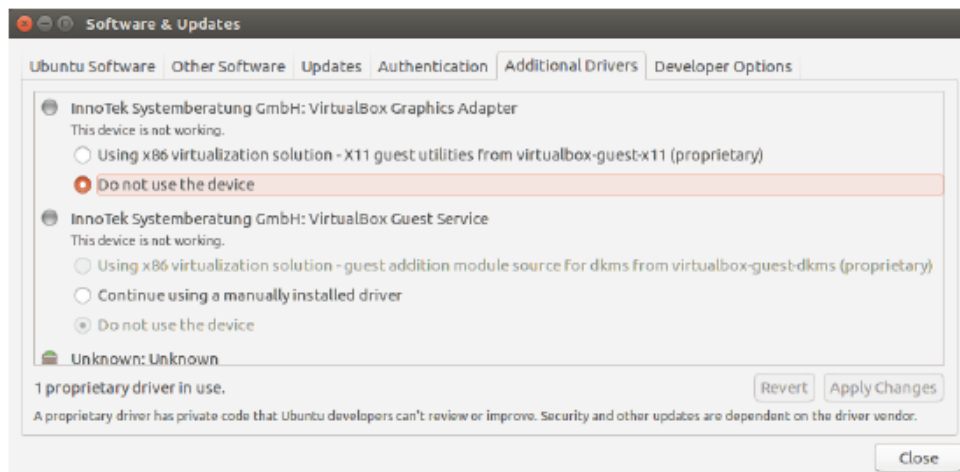 Software & Updates
Ubuntu Software Other Software Updates Authentication Additional Drivers Developer Options
InnoTek Systemberatung GmbH: VirtualBox Graphics Adapter
This device is not working.
Using x86 virtualization solution - X11 guest utilities from virtualbox-guest-x11 (proprietary)
Do not use the device
InnoTek Systemberatung GmbH: VirtualBox Guest Service
This device is not working.
Using x86 virtualization solution - guest addition module source for dkms from virtualbox-guest-dkms (proprietary)
Continue using a manually installed driver
Do not use the device
Unknown: Unknown
1 proprietary driver in use.
Revert Apply Changes
A proprietary driver has private code that Ubuntu developers can't review or improve. Security and other updates are dependent on the driver vendor.
Close